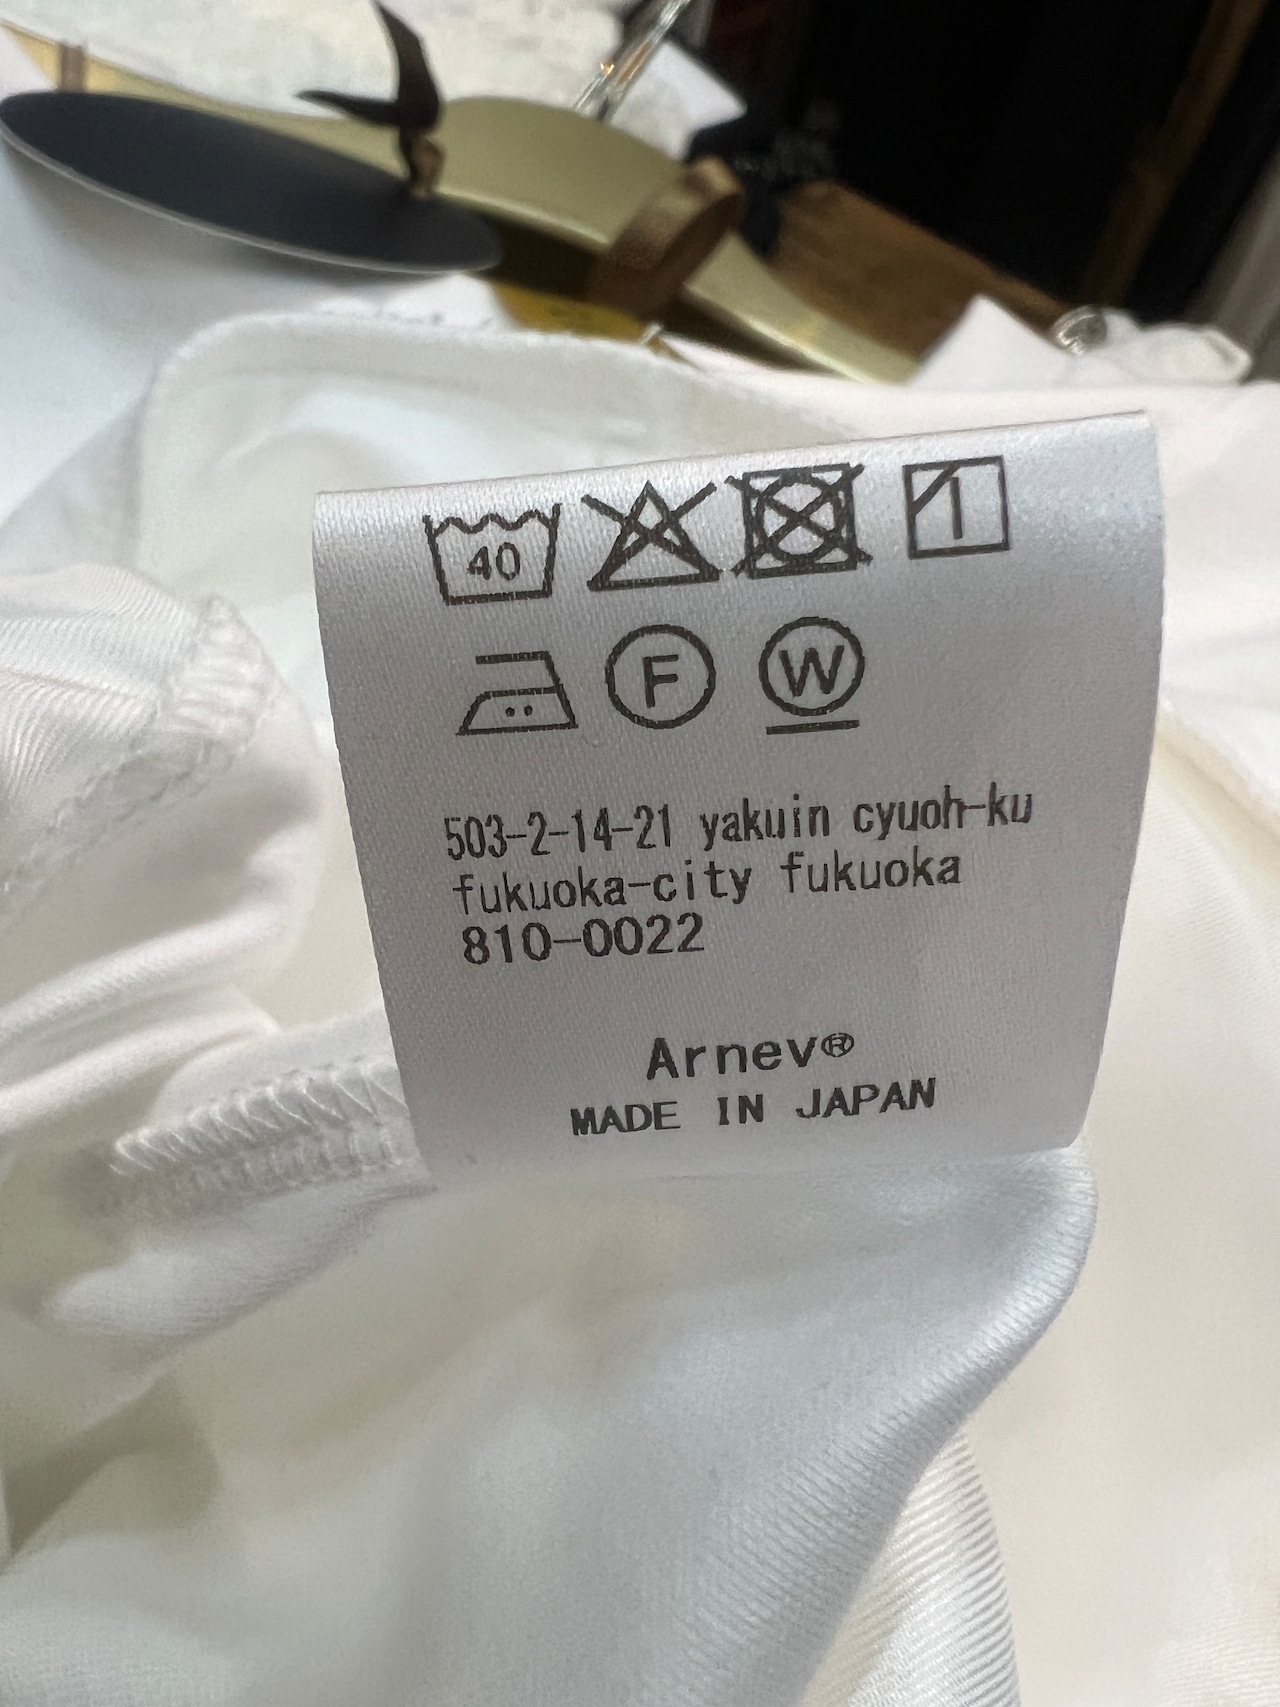 40
F W
503-2-14-21 yakuin cyuoh-ku
fukuoka-city fukuoka
810-0022
Arnev®
MADE IN JAPAN